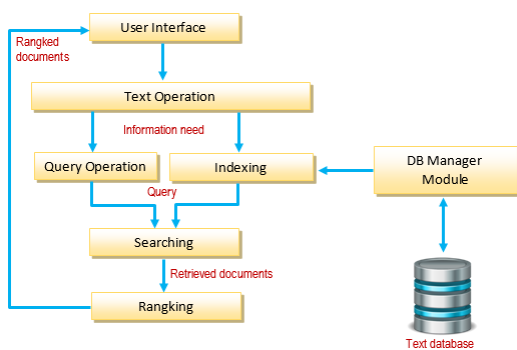 User Interface
Rangked
documents
Text Operation
Information need
Query Operation
Indexing
DB Manager
Module
Query
Searching
Retrieved documents
Rangking
Text database